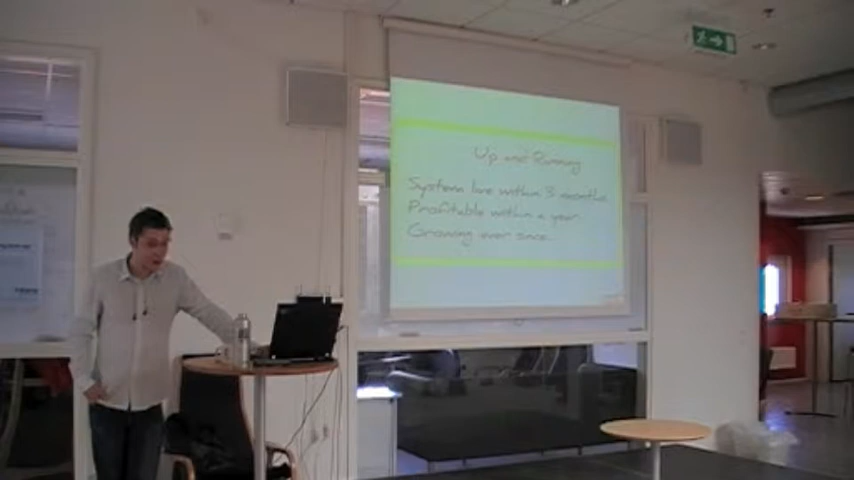 Up and Running
System live within 3 months.
Profitable within a year.
Growing ever since.